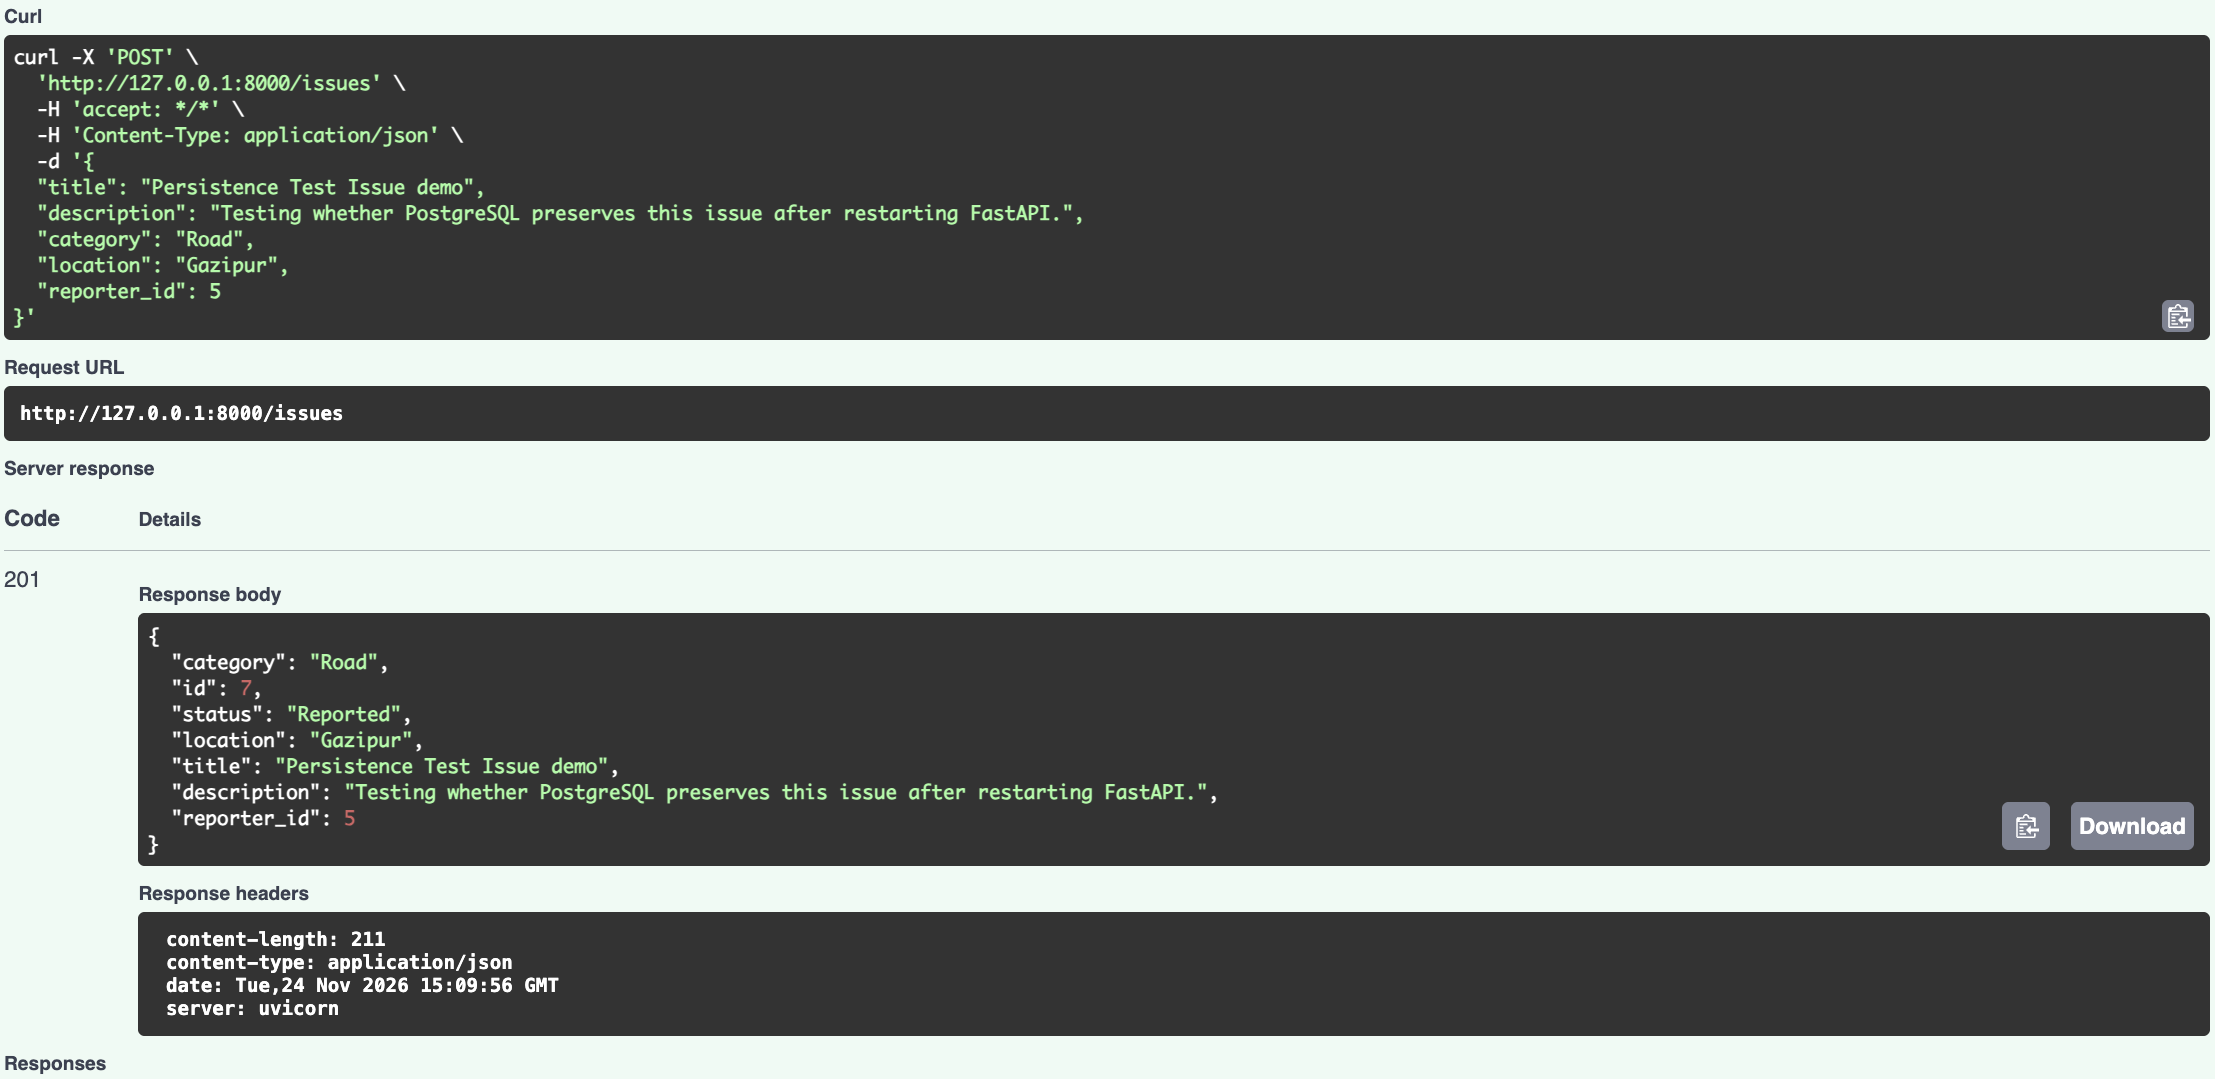 Curl
curl -X 'POST' \
  'http://127.0.0.1:8000/issues' \
  -H 'accept: */*' \
  -H 'Content-Type: application/json' \
  -d '{
  "title": "Persistence Test Issue demo",
  "description": "Testing whether PostgreSQL preserves this issue after restarting FastAPI.",
  "category": "Road",
  "location": "Gazipur",
  "reporter_id": 5
}'
Request URL
http://127.0.0.1:8000/issues
Server response
Code Details
201
Response body
{
  "category": "Road",
  "id": 7,
  "status": "Reported",
  "location": "Gazipur",
  "title": "Persistence Test Issue demo",
  "description": "Testing whether PostgreSQL preserves this issue after restarting FastAPI.",
  "reporter_id": 5
}
Download
Response headers
content-length: 211
content-type: application/json
date: Tue,24 Nov 2026 15:09:56 GMT
server: uvicorn
Responses